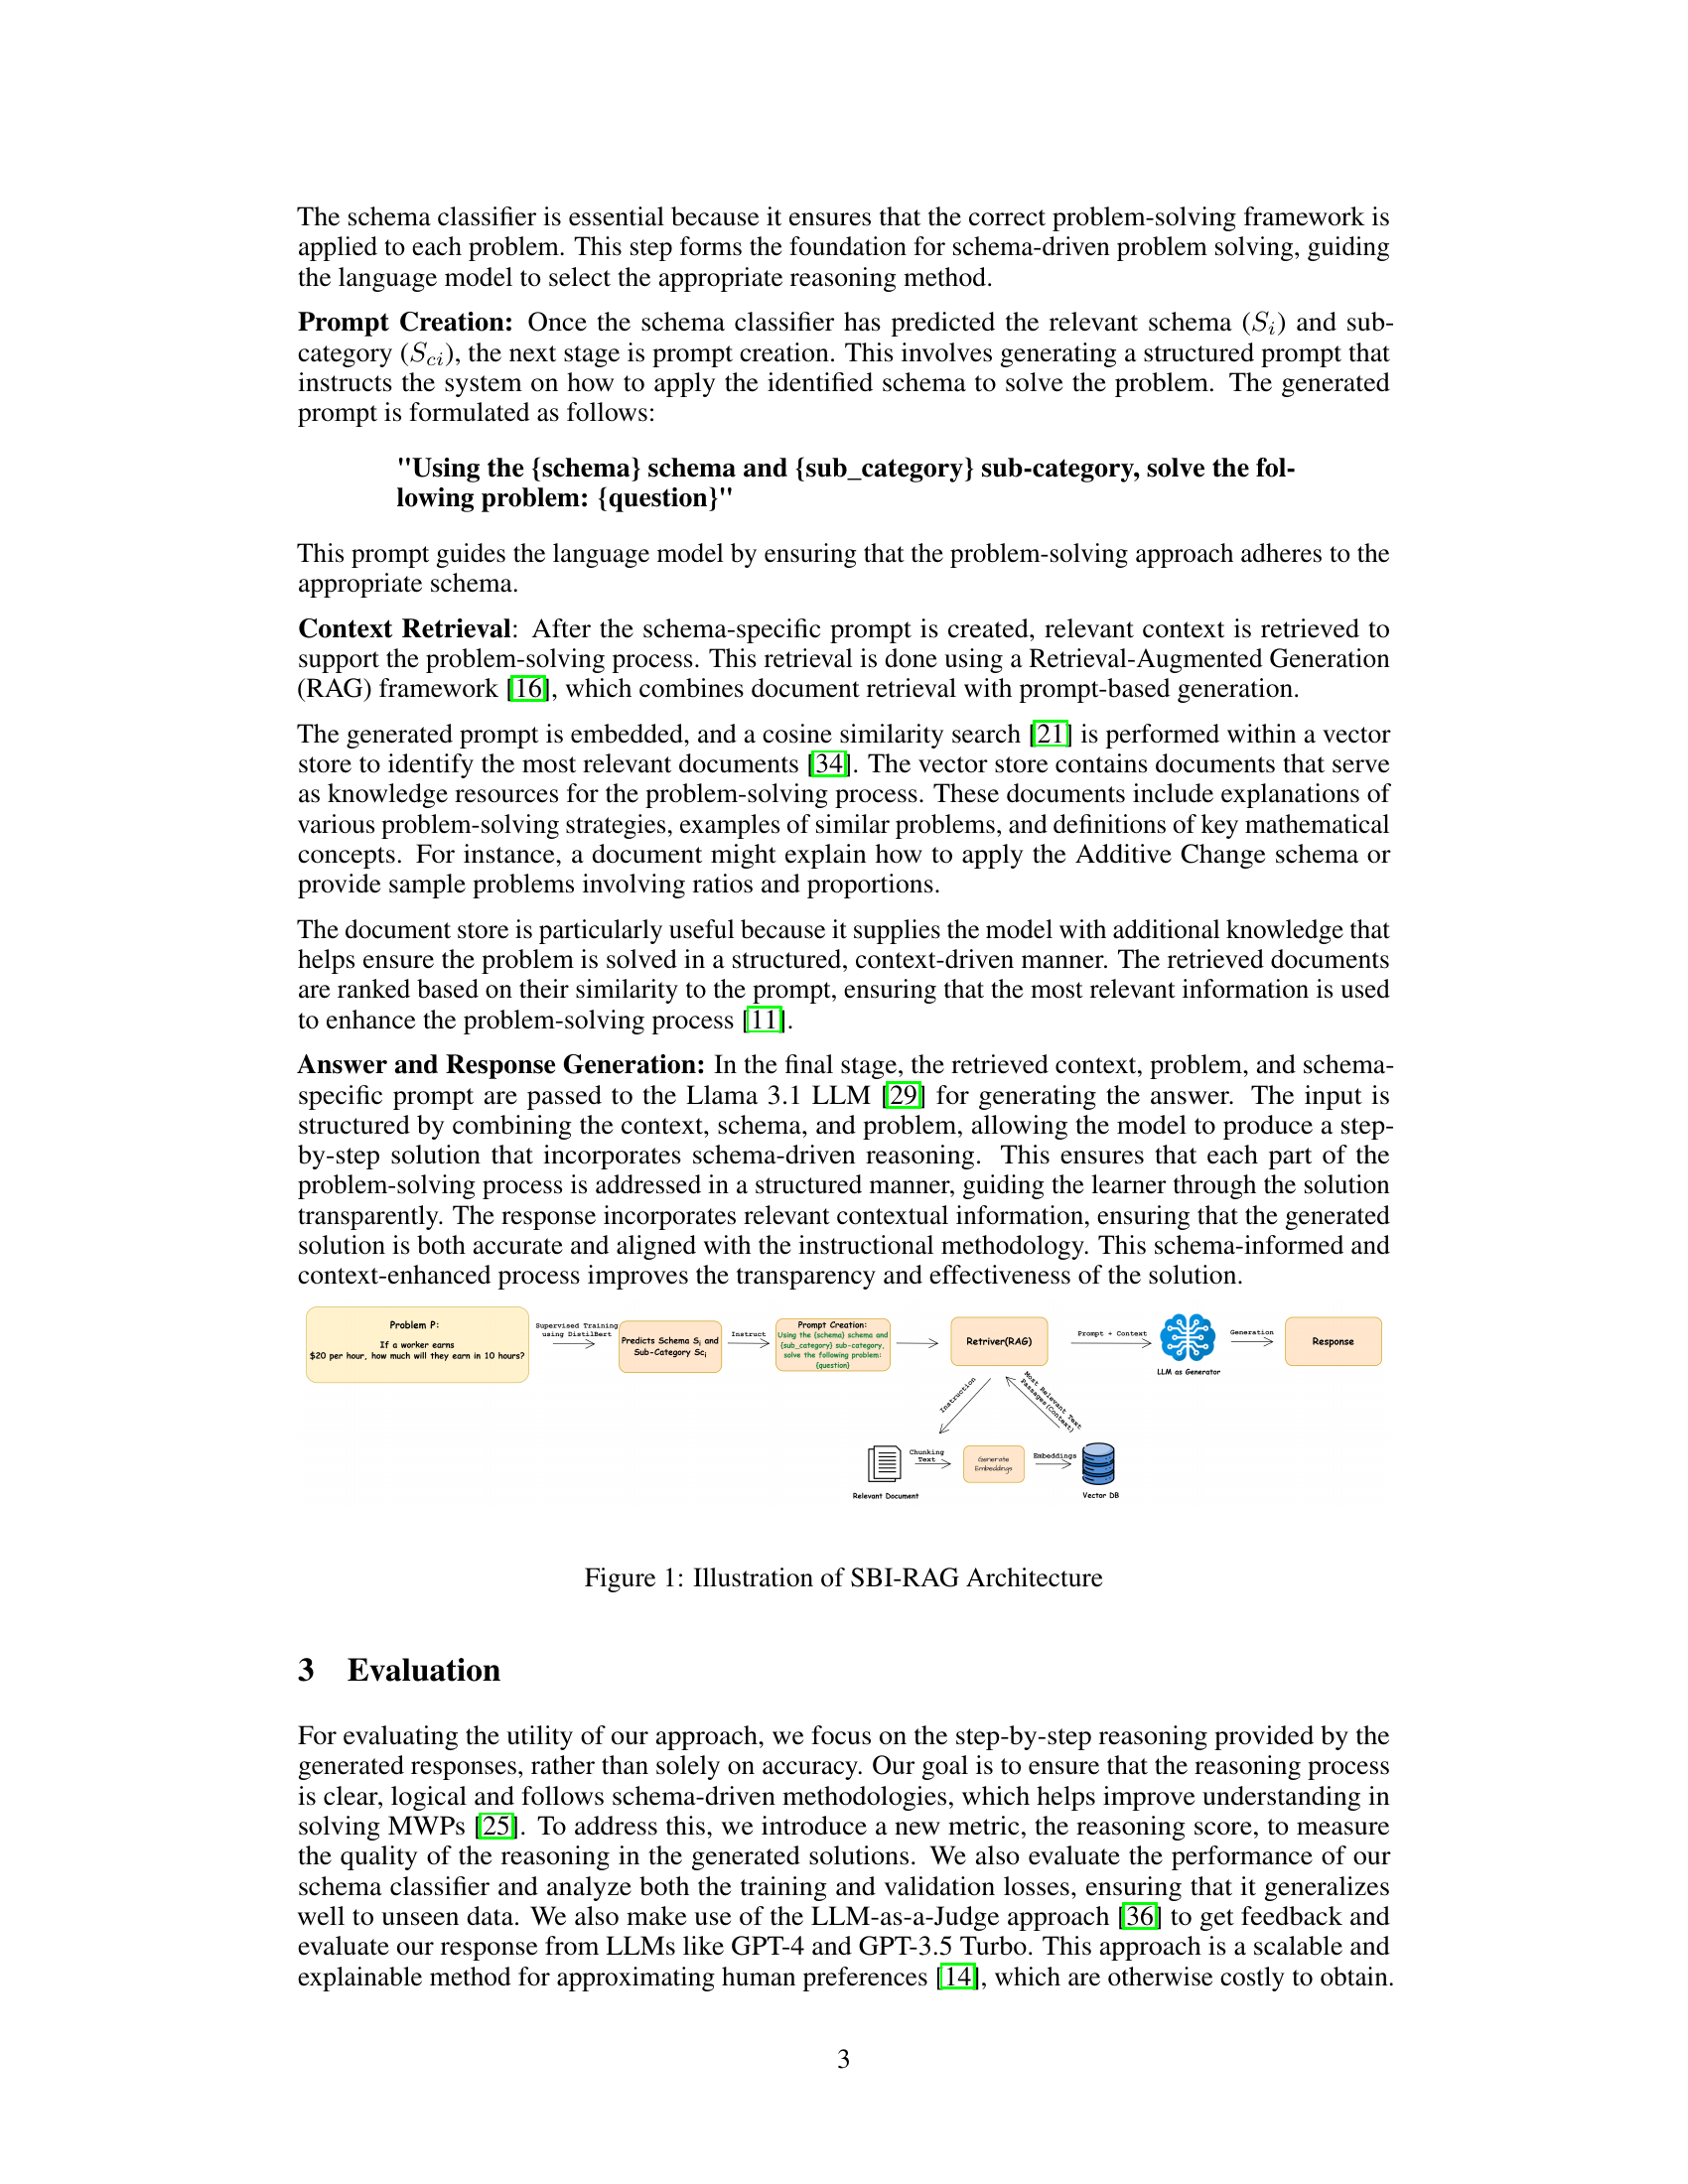 The schema classifier is essential because it ensures that the correct problem-solving framework is
applied to each problem. This step forms the foundation for schema-driven problem solving, guiding
the language model to select the appropriate reasoning method.
Prompt Creation: Once the schema classifier has predicted the relevant schema (Si) and sub-
category (Sci), the next stage is prompt creation. This involves generating a structured prompt that
instructs the system on how to apply the identified schema to solve the problem. The generated
prompt is formulated as follows:
"Using the {schema} schema and {sub_category} sub-category, solve the fol-
lowing problem: {question}"
This prompt guides the language model by ensuring that the problem-solving approach adheres to the
appropriate schema.
Context Retrieval: After the schema-specific prompt is created, relevant context is retrieved to
support the problem-solving process. This retrieval is done using a Retrieval-Augmented Generation
(RAG) framework [16], which combines document retrieval with prompt-based generation.
The generated prompt is embedded, and a cosine similarity search [21] is performed within a vector
store to identify the most relevant documents [34]. The vector store contains documents that serve
as knowledge resources for the problem-solving process. These documents include explanations of
various problem-solving strategies, examples of similar problems, and definitions of key mathematical
concepts. For instance, a document might explain how to apply the Additive Change schema or
provide sample problems involving ratios and proportions.
The document store is particularly useful because it supplies the model with additional knowledge that
helps ensure the problem is solved in a structured, context-driven manner. The retrieved documents
are ranked based on their similarity to the prompt, ensuring that the most relevant information is used
to enhance the problem-solving process [11].
Answer and Response Generation: In the final stage, the retrieved context, problem, and schema-
specific prompt are passed to the Llama 3.1 LLM [29] for generating the answer. The input is
structured by combining the context, schema, and problem, allowing the model to produce a step-
by-step solution that incorporates schema-driven reasoning. This ensures that each part of the
problem-solving process is addressed in a structured manner, guiding the learner through the solution
transparently. The response incorporates relevant contextual information, ensuring that the generated
solution is both accurate and aligned with the instructional methodology. This schema-informed and
context-enhanced process improves the transparency and effectiveness of the solution.
Problem P:
If a worker earns
$20 per hour, how much will they earn in 10 hours?
Supervised Training
using DistilBert
Predicts Schema Si and
Sub-Category Sci
Instruct
Prompt Creation:
Using the {schema} schema and
{sub_category} sub-category,
solve the following problem:
{question}
Retriver(RAG)
Prompt + Context
LLM as Generator
Generation
Response
Instruction
Most Relevant Text
Passages(Context)
Relevant Document
Chunking
Text
Generate
Embeddings
Embeddings
Vector DB
Figure 1: Illustration of SBI-RAG Architecture
3 Evaluation
For evaluating the utility of our approach, we focus on the step-by-step reasoning provided by the
generated responses, rather than solely on accuracy. Our goal is to ensure that the reasoning process
is clear, logical and follows schema-driven methodologies, which helps improve understanding in
solving MWPs [25]. To address this, we introduce a new metric, the reasoning score, to measure
the quality of the reasoning in the generated solutions. We also evaluate the performance of our
schema classifier and analyze both the training and validation losses, ensuring that it generalizes
well to unseen data. We also make use of the LLM-as-a-Judge approach [36] to get feedback and
evaluate our response from LLMs like GPT-4 and GPT-3.5 Turbo. This approach is a scalable and
explainable method for approximating human preferences [14], which are otherwise costly to obtain.
3